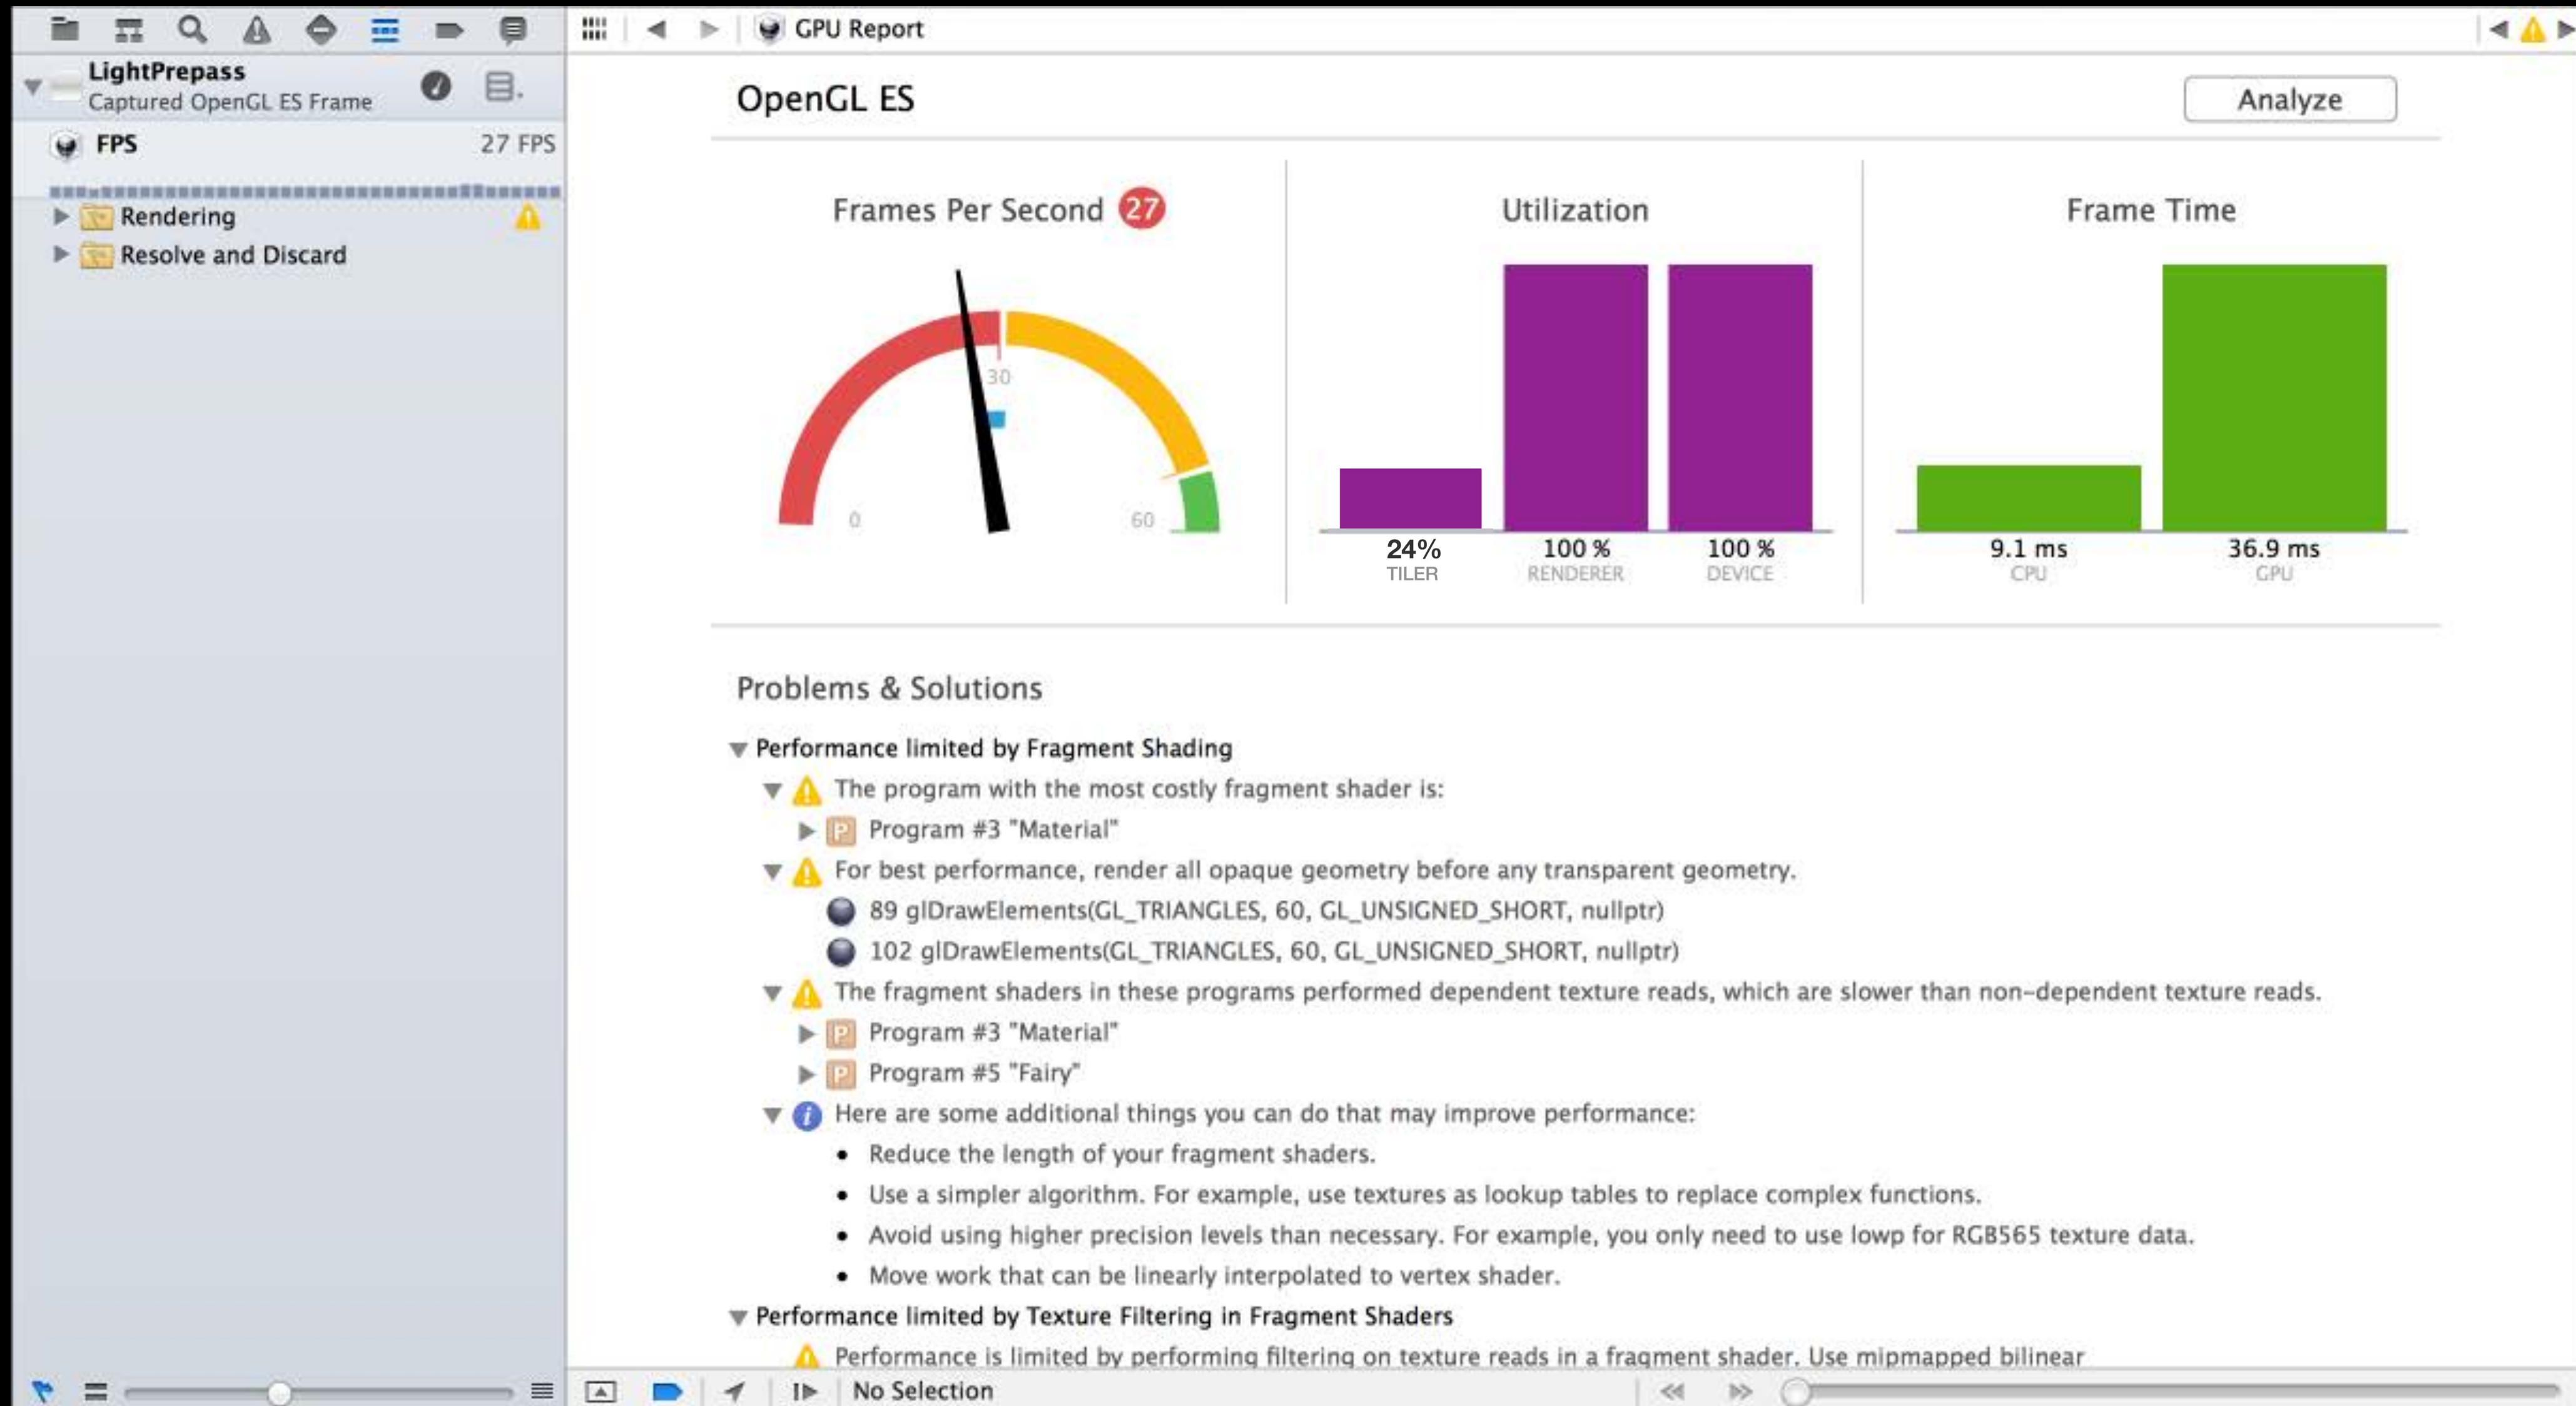 GPU Report
LightPrepass
Captured OpenGL ES Frame
FPS
27 FPS
Rendering
Resolve and Discard
OpenGL ES
Analyze
Frames Per Second 27
0
30
60
Utilization
24%
TILER
100 %
RENDERER
100 %
DEVICE
Frame Time
9.1 ms
CPU
36.9 ms
GPU
Problems & Solutions
Performance limited by Fragment Shading
The program with the most costly fragment shader is:
P Program #3 "Material"
For best performance, render all opaque geometry before any transparent geometry.
89 glDrawElements(GL_TRIANGLES, 60, GL_UNSIGNED_SHORT, nullptr)
102 glDrawElements(GL_TRIANGLES, 60, GL_UNSIGNED_SHORT, nullptr)
The fragment shaders in these programs performed dependent texture reads, which are slower than non-dependent texture reads.
P Program #3 "Material"
P Program #5 "Fairy"
Here are some additional things you can do that may improve performance:
• Reduce the length of your fragment shaders.
• Use a simpler algorithm. For example, use textures as lookup tables to replace complex functions.
• Avoid using higher precision levels than necessary. For example, you only need to use lowp for RGB565 texture data.
• Move work that can be linearly interpolated to vertex shader.
Performance limited by Texture Filtering in Fragment Shaders
Performance is limited by performing filtering on texture reads in a fragment shader. Use mipmapped bilinear
No Selection